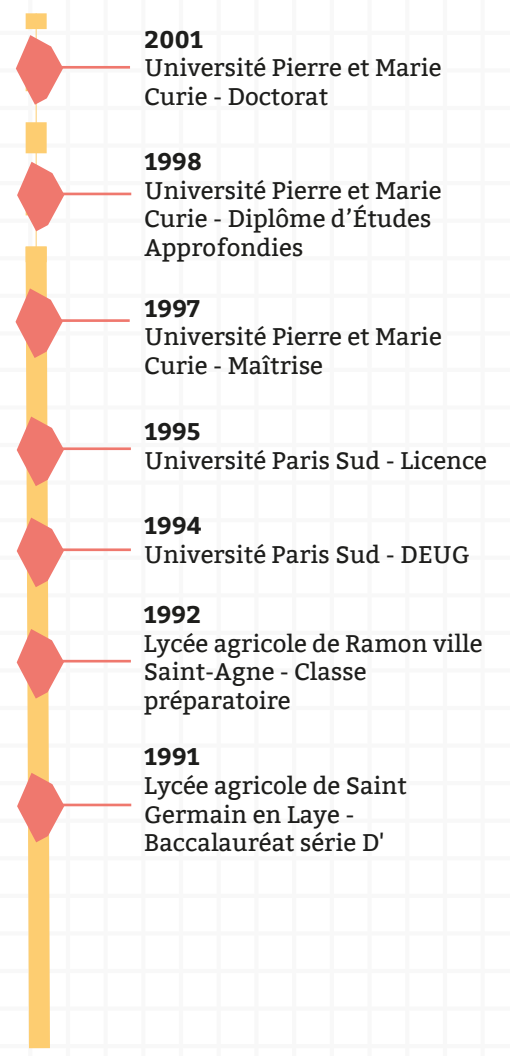 2001
Université Pierre et Marie
Curie - Doctorat
1998
Université Pierre et Marie
Curie - Diplôme d’Études
Approfondies
1997
Université Pierre et Marie
Curie - Maîtrise
1995
Université Paris Sud - Licence
1994
Université Paris Sud - DEUG
1992
Lycée agricole de Ramon ville
Saint-Agne - Classe
préparatoire
1991
Lycée agricole de Saint
Germain en Laye -
Baccalauréat série D'